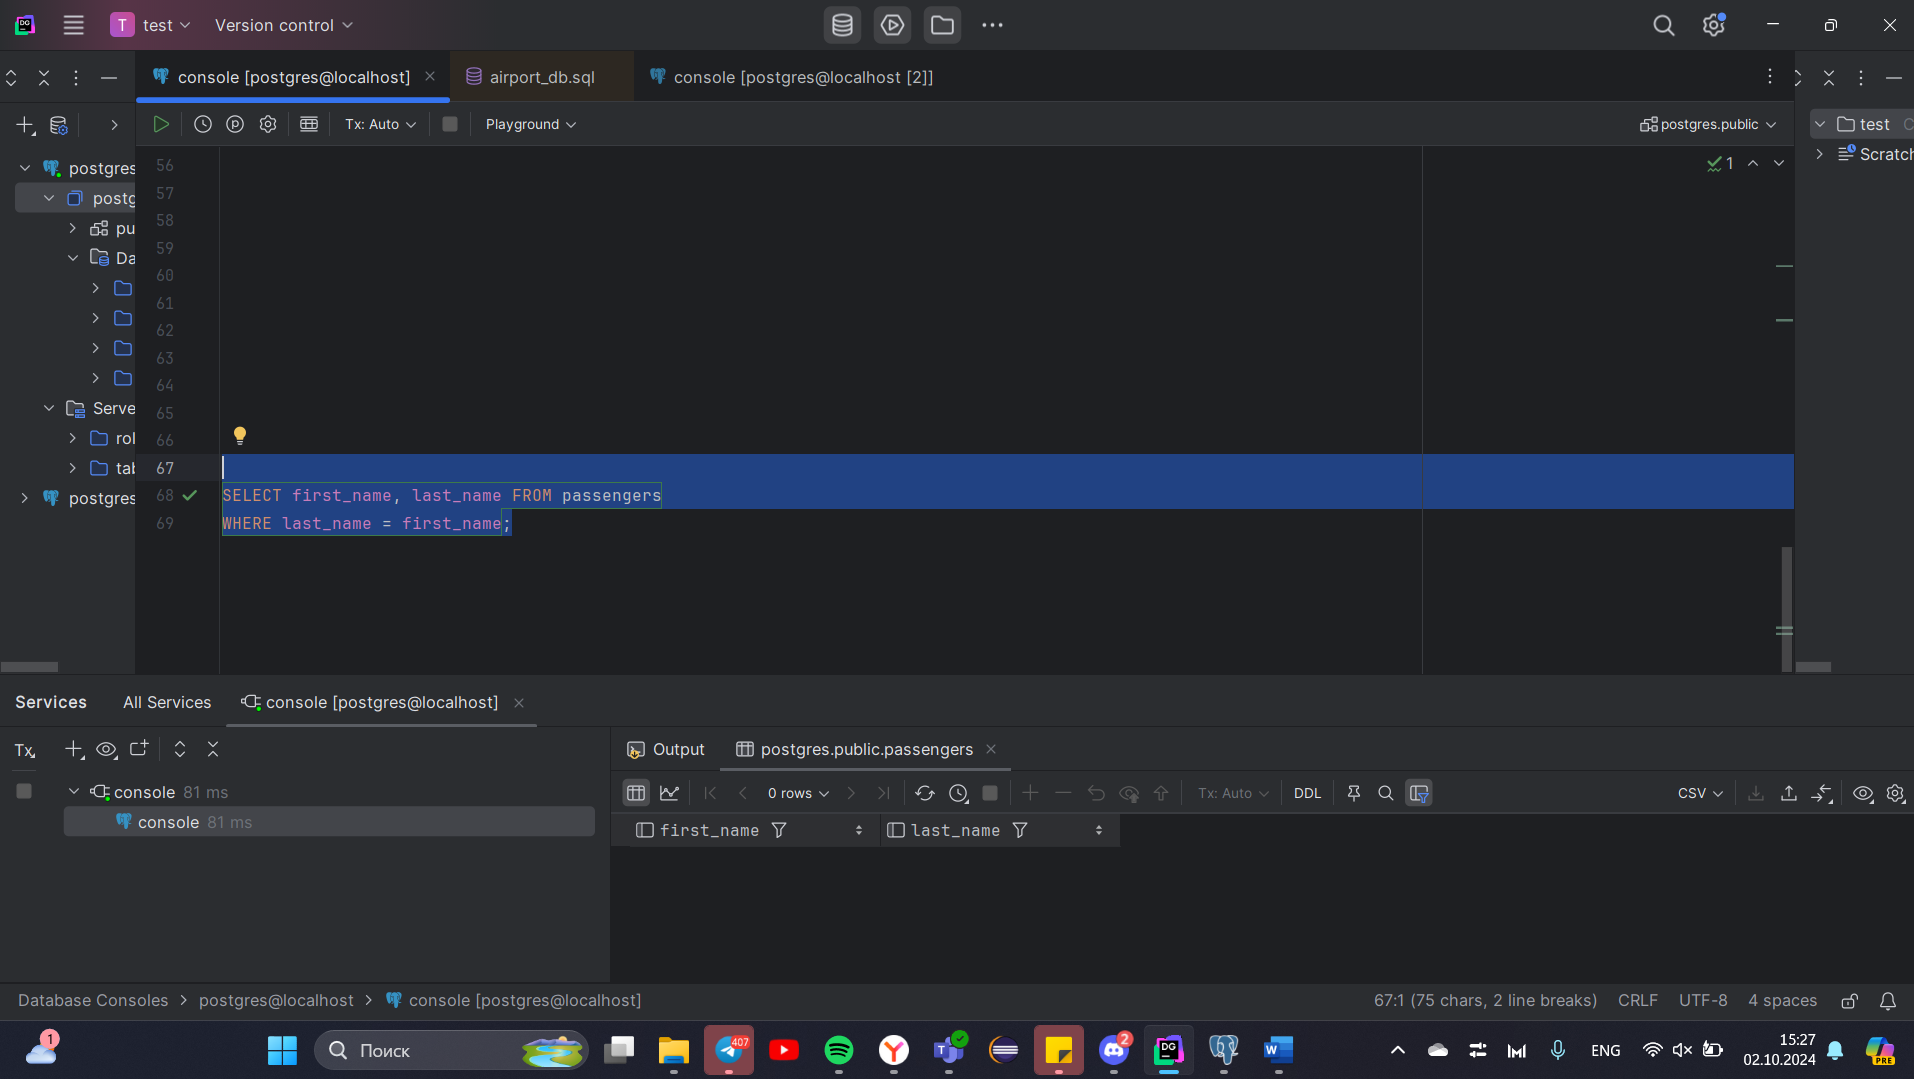 T test Version control
console [postgres@localhost] airport_db.sql console [postgres@localhost [2]]
Tx: Auto Playground postgres.public
postgres
postg
pu
Da
Serve
rol
tab
postgres
56
57
58
59
60
61
62
63
64
65
66
67
68 SELECT first_name, last_name FROM passengers
69 WHERE last_name = first_name;
1
test C
Scratch
Services All Services console [postgres@localhost]
Tx
console 81 ms
console 81 ms
Output postgres.public.passengers
0 rows Tx: Auto DDL CSV
first_name last_name
Database Consoles > postgres@localhost > console [postgres@localhost] 67:1 (75 chars, 2 line breaks) CRLF UTF-8 4 spaces
1 Поиск 407 2 DG ENG 15:27
02.10.2024
PRE